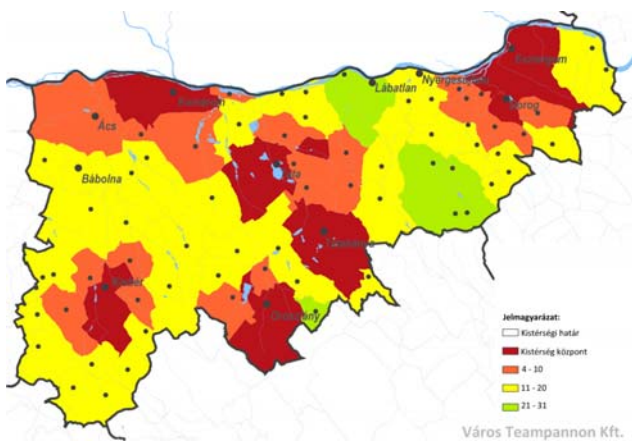 Esztergom
Komárom
Lábatlan
Nyergesújfalu
Dorog
Ács
Tata
Bábolna
Tatabánya
Kisbér
Oroszlány
Jelmagyarázat:
Kistérségi határ
Kistérség központ
4 - 10
11 - 20
21 - 31
Város Teampannon Kft.